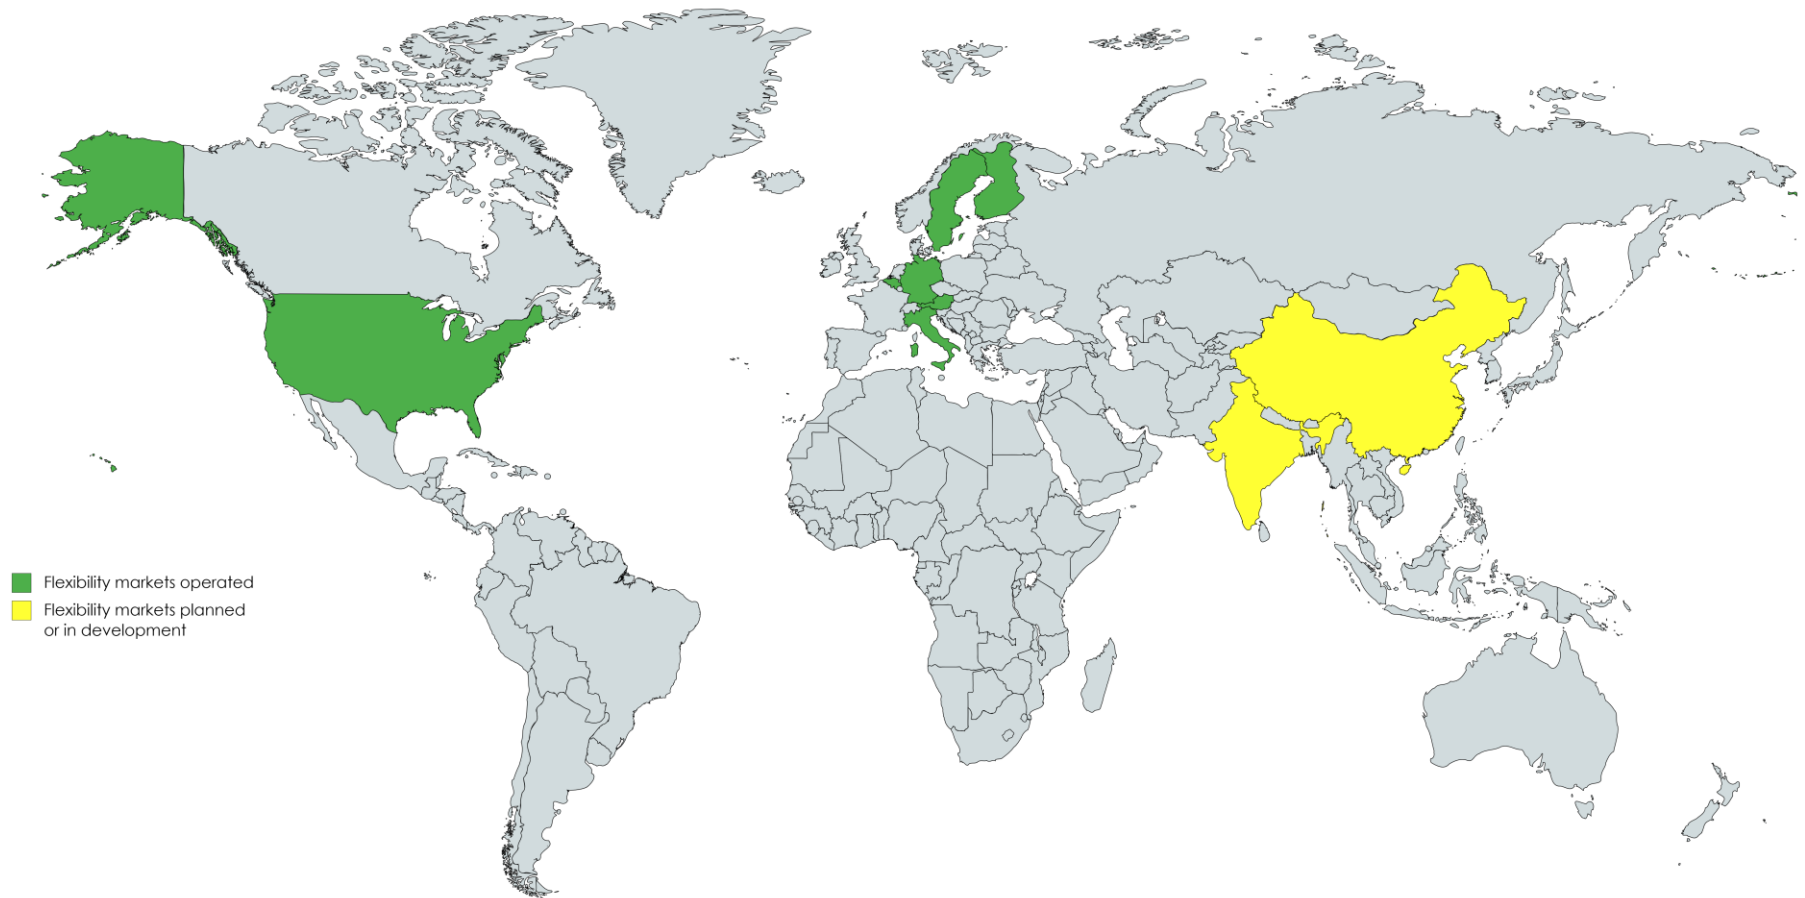 Flexibility markets operated
Flexibility markets planned
or in development